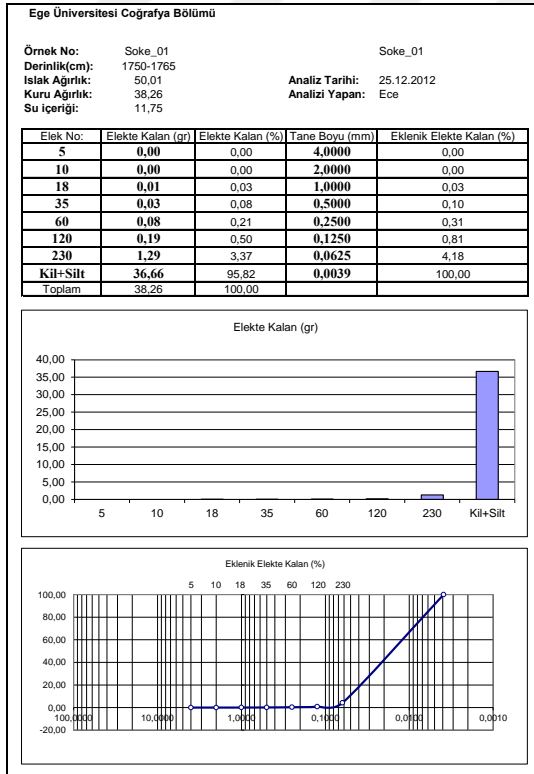 Ege Üniversitesi Coğrafya Bölümü
Örnek No: Soke_01 Soke_01
Derinlik(cm): 1750-1765
Islak Ağırlık: 50,01 Analiz Tarihi: 25.12.2012
Kuru Ağırlık: 38,26 Analizi Yapan: Ece
Su içeriği: 11,75
Elek No: Elekte Kalan (gr) Elekte Kalan (%) Tane Boyu (mm) Eklenik Elekte Kalan (%)
5 0,00 0,00 4,0000 0,00
10 0,00 0,00 2,0000 0,00
18 0,01 0,03 1,0000 0,03
35 0,03 0,08 0,5000 0,10
60 0,08 0,21 0,2500 0,31
120 0,19 0,50 0,1250 0,81
230 1,29 3,37 0,0625 4,18
Kil+Silt 36,66 95,82 0,0039 100,00
Toplam 38,26 100,00
Elekte Kalan (gr)
40,00
35,00
30,00
25,00
20,00
15,00
10,00
5,00
0,00
5 10 18 35 60 120 230 Kil+Silt
Eklenik Elekte Kalan (%)
5 10 18 35 60 120 230
100,00
80,00
60,00
40,00
20,00
0,00
100,0000 10,0000 1,0000 0,1000 0,0100 0,0010
-20,00